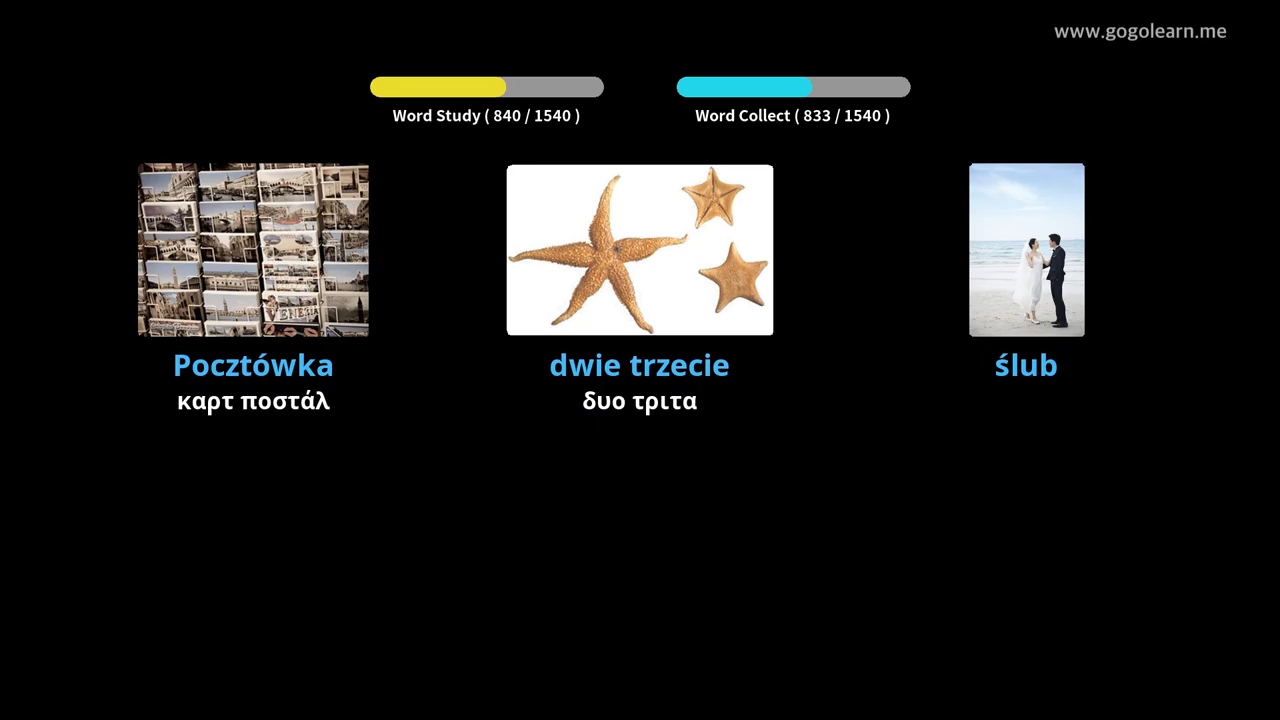 www.gogolearn.me
Word Study ( 840 / 1540 )
Word Collect ( 833 / 1540 )
Pocztówka
καρτ ποστάλ
dwie trzecie
δυο τριτα
ślub